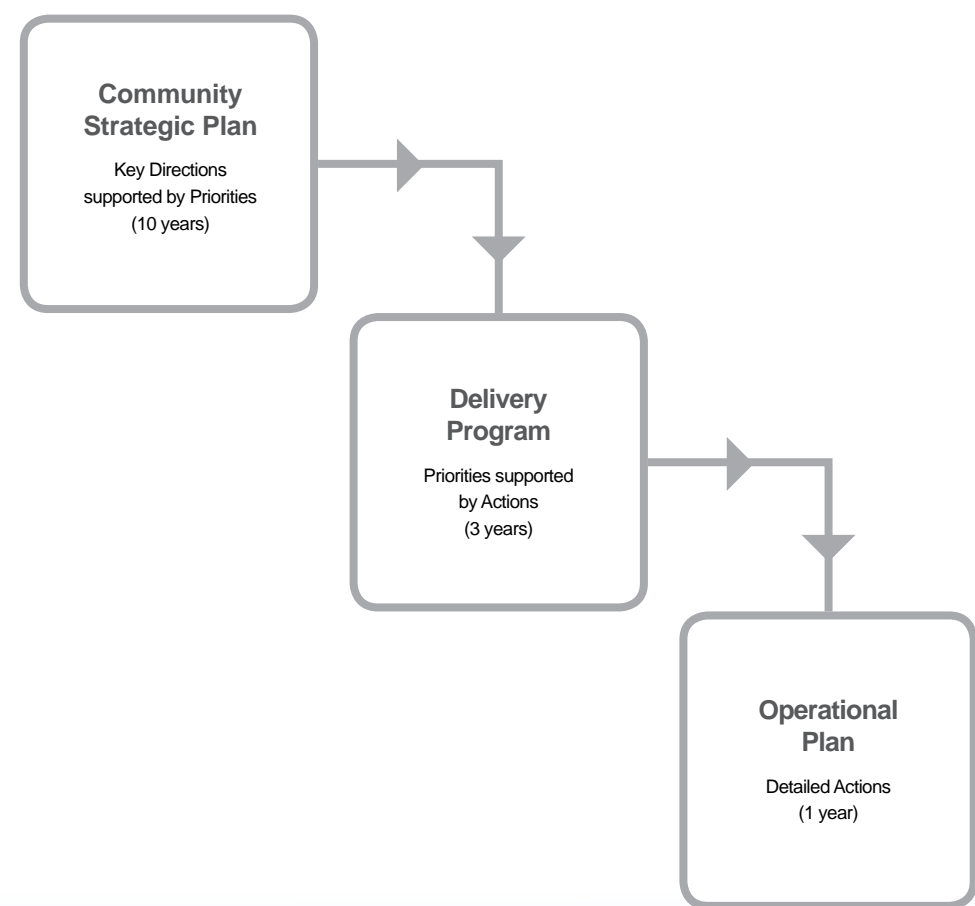 Community
Strategic Plan
Key Directions
supported by Priorities
(10 years)
Delivery
Program
Priorities supported
by Actions
(3 years)
Operational
Plan
Detailed Actions
(1 year)